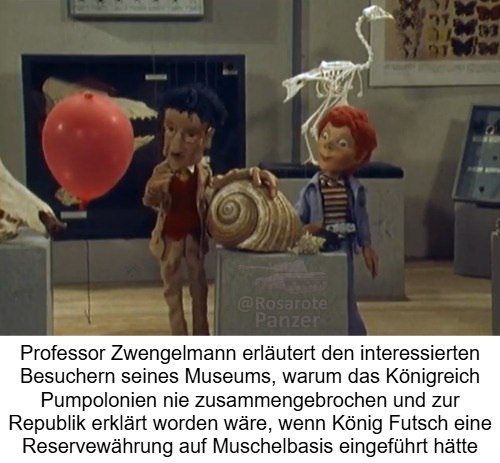 @Rosarote
Panzer
Professor Zwengelmann erläutert den interessierten
Besuchern seines Museums, warum das Königreich
Pumpolonien nie zusammengebrochen und zur
Republik erklärt worden wäre, wenn König Futsch eine
Reservewährung auf Muschelbasis eingeführt hätte